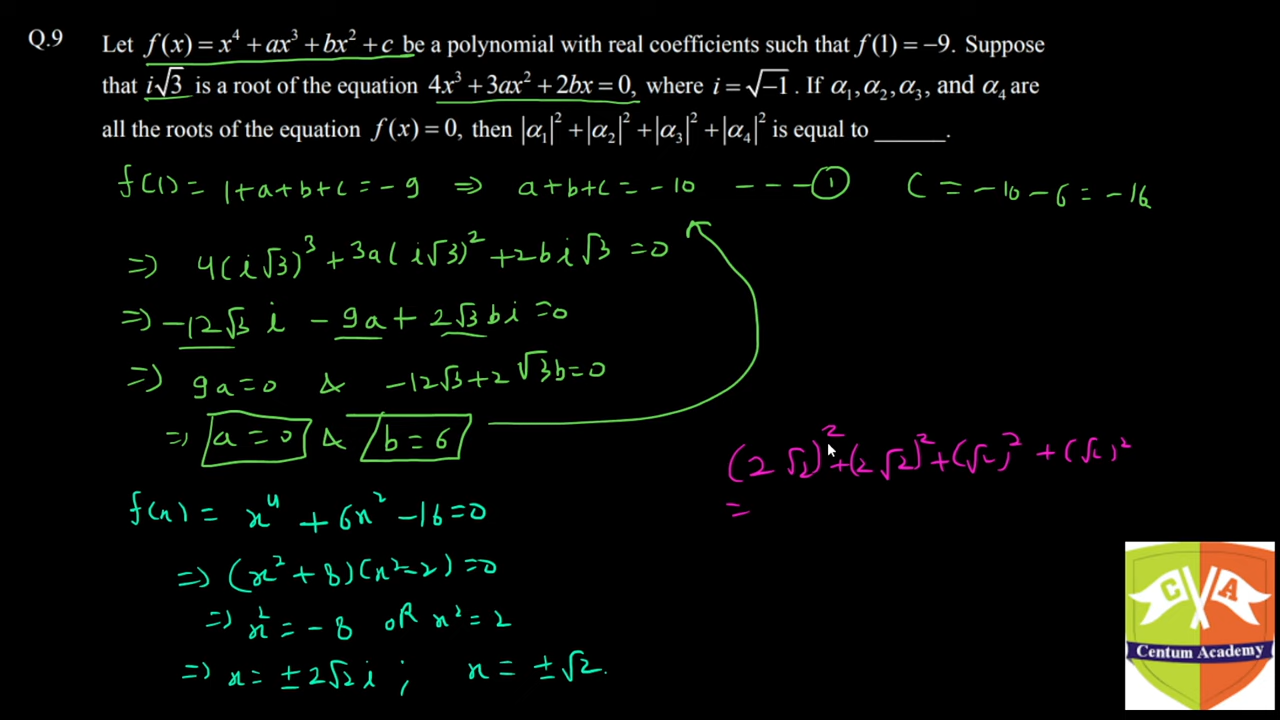 Q.9 Let f(x) = x⁴ + ax³ + bx² + c be a polynomial with real coefficients such that f(1) = −9. Suppose
that i√3 is a root of the equation 4x³ + 3ax² + 2bx = 0, where i = √−1. If α₁, α₂, α₃, and α₄ are
all the roots of the equation f(x) = 0, then |α₁|² + |α₂|² + |α₃|² + |α₄|² is equal to ______.
f(1) = 1+a+b+c = −9 ⇒ a+b+c = −10 ---- ① C = −10 − 6 = −16
⇒ 4(i√3)³ + 3a(i√3)² + 2bi√3 = 0
⇒ −12√3 i − 9a + 2√3 bi = 0
⇒ 9a = 0 & −12√3 + 2√3b = 0
⇒ a = 0 & b = 6
(2√2)² + (2√2)² + (√2)² + (√2)²
=
f(x) = x⁴ + 6x² − 16 = 0
⇒ (x² + 8)(x² − 2) = 0
⇒ x² = −8 OR x² = 2
⇒ x = ±2√2 i ; x = ±√2.
C A
Centum Academy